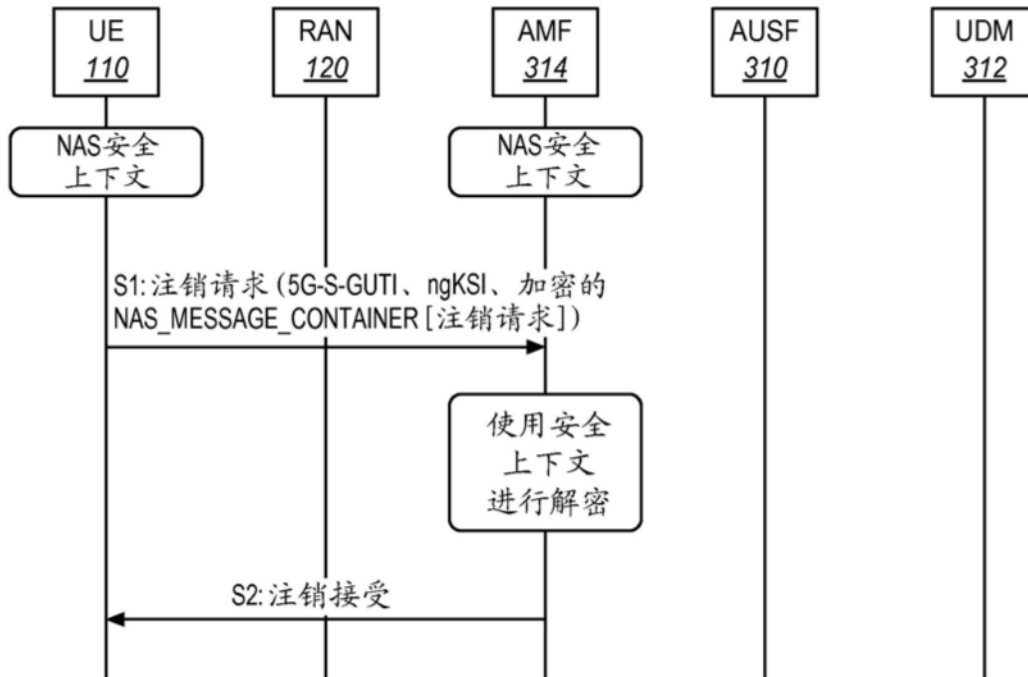 UE
110
RAN
120
AMF
314
AUSF
310
UDM
312
NAS安全
上下文
NAS安全
上下文
S1:注销请求(5G-S-GUTI、ngKSI、加密的
NAS_MESSAGE_CONTAINER[注销请求])
使用安全
上下文
进行解密
S2:注销接受